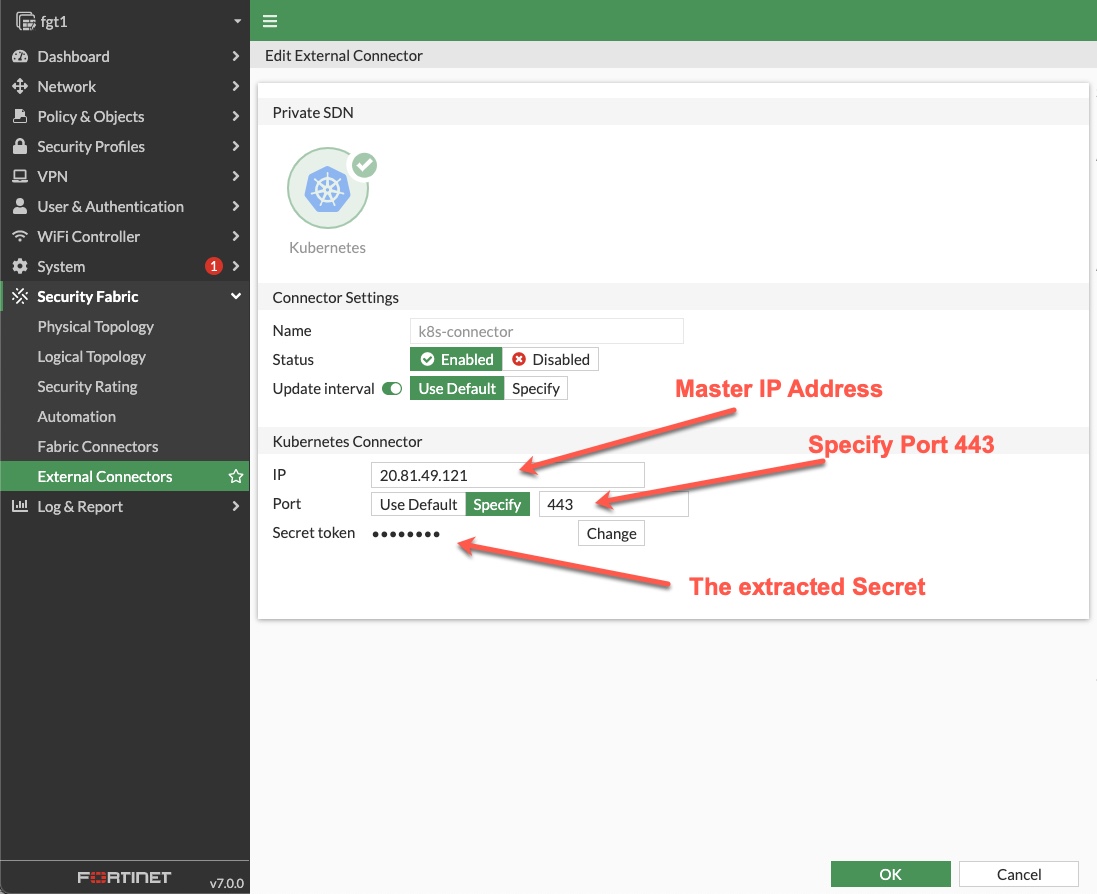 fgt1
Dashboard
Network
Policy & Objects
Security Profiles
VPN
User & Authentication
WiFi Controller
System 1
Security Fabric
Physical Topology
Logical Topology
Security Rating
Automation
Fabric Connectors
External Connectors
Log & Report
FORTINET v7.0.0
Edit External Connector
Private SDN
Kubernetes
Connector Settings
Name k8s-connector
Status Enabled Disabled
Update interval Use Default Specify
Master IP Address
Kubernetes Connector
Specify Port 443
IP 20.81.49.121
Port Use Default Specify 443
Secret token •••••••• Change
The extracted Secret
OK Cancel